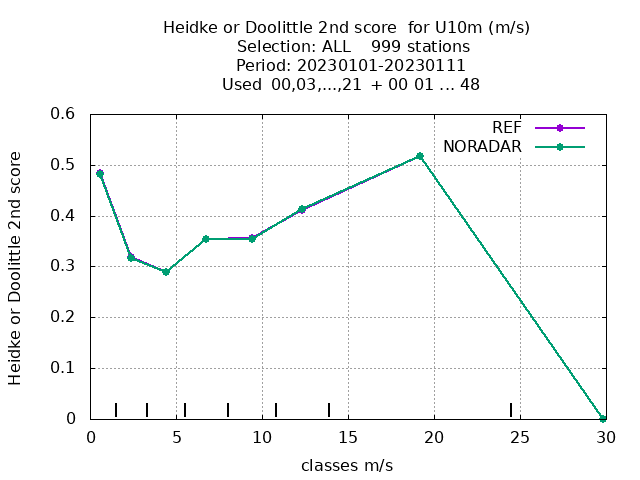 Heidke or Doolittle 2nd score  for U10m (m/s)
Selection: ALL    999 stations
Period: 20230101-20230111
Used  00,03,...,21  + 00 01 ... 48
REF
NORADAR
Heidke or Doolittle 2nd score
0.6
0.5
0.4
0.3
0.2
0.1
0
0 5 10 15 20 25 30
classes m/s